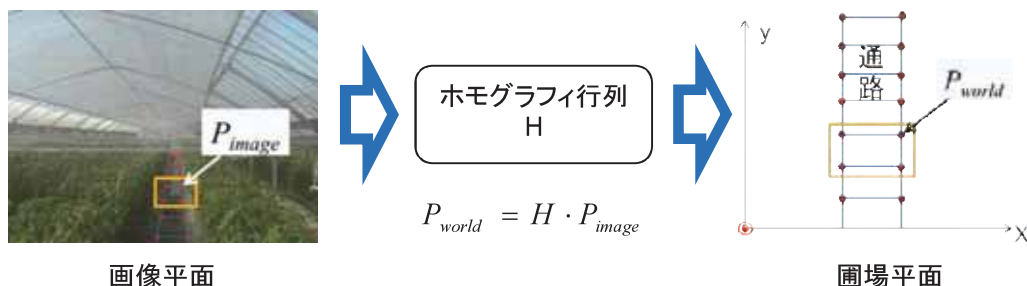 P_image
画像平面
ホモグラフィ行列
H
P_world = H · P_image
y
通
路
P_world
X
圃場平面